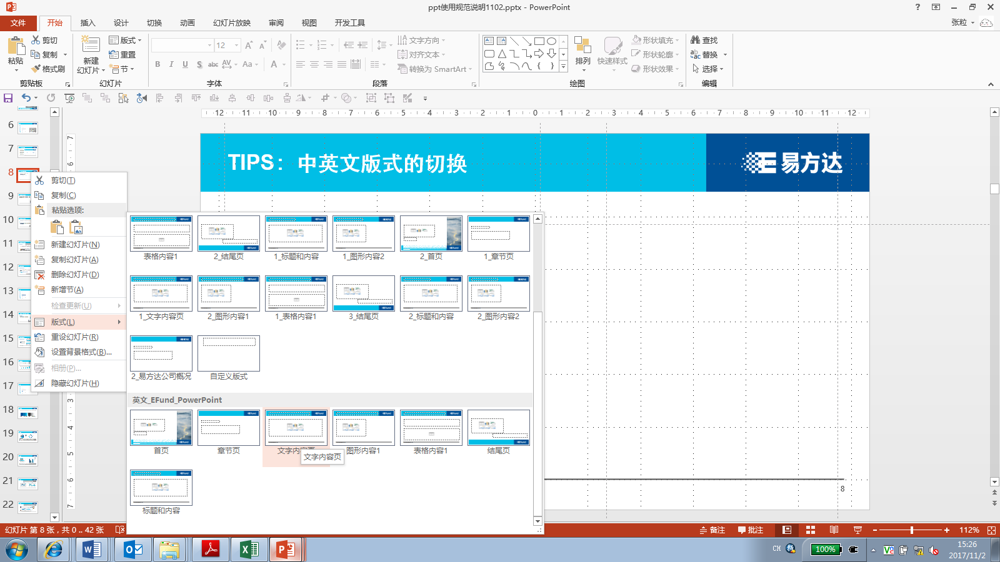 ppt使用规范说明1102.pptx - PowerPoint
文件 开始 插入 设计 切换 动画 幻灯片放映 审阅 视图 开发工具 张粒
粘贴 剪切 复制 格式刷 剪贴板
新建 幻灯片 版式 重置 节 幻灯片
12 字体
文字方向 对齐文本 转换为 SmartArt 段落
排列 快速样式 形状填充 形状轮廓 形状效果 绘图
查找 替换 选择 编辑
12 11 10 9 8 7 6 5 4 3 2 1 0 1 2 3 4 5 6 7 8 9 10 11 12
6
7
8
9
10
11
12
13
14
15
16
17
18
19
20
21
22
7
6
3
4
5
6
7
TIPS：中英文版式的切换
易方达
剪切(T)
复制(C)
粘贴选项:
新建幻灯片(N)
复制幻灯片(A)
删除幻灯片(D)
新增节(A)
检查更新(U)
版式(L)
重设幻灯片(R)
设置背景格式(B)...
相册(P)...
隐藏幻灯片(H)
表格内容1 2_结尾页 1_标题和内容 1_图形内容2 2_首页 1_章节页
1_文字内容页 2_图形内容1 1_表格内容1 3_结尾页 2_标题和内容 2_图形内容2
2_易方达公司概况 自定义版式
英文_EFund_PowerPoint
首页 章节页 文字内容页 图形内容1 表格内容1 结尾页
文字内容页
标题和内容
8
幻灯片 第 8 张，共 0 .. 42 张 备注 批注 112%
CH 100% 15:26
2017/11/2